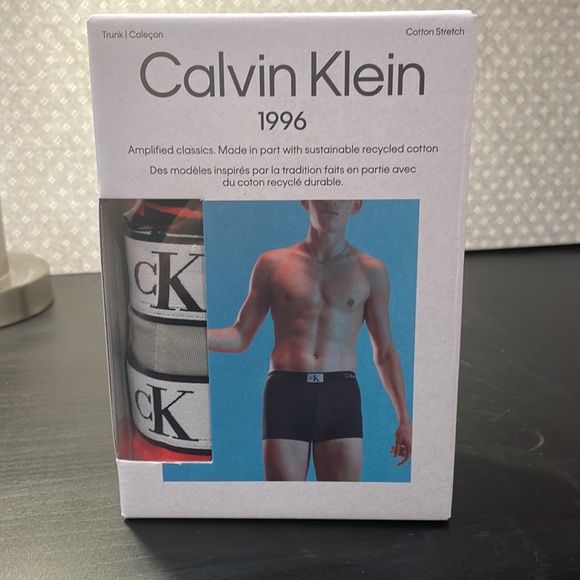 Trunk | Caleçon
Cotton Stretch
Calvin Klein
1996
Amplified classics. Made in part with sustainable recycled cotton
Des modèles inspirés par la tradition faits en partie avec
du coton recyclé durable.
CK
CK
CK